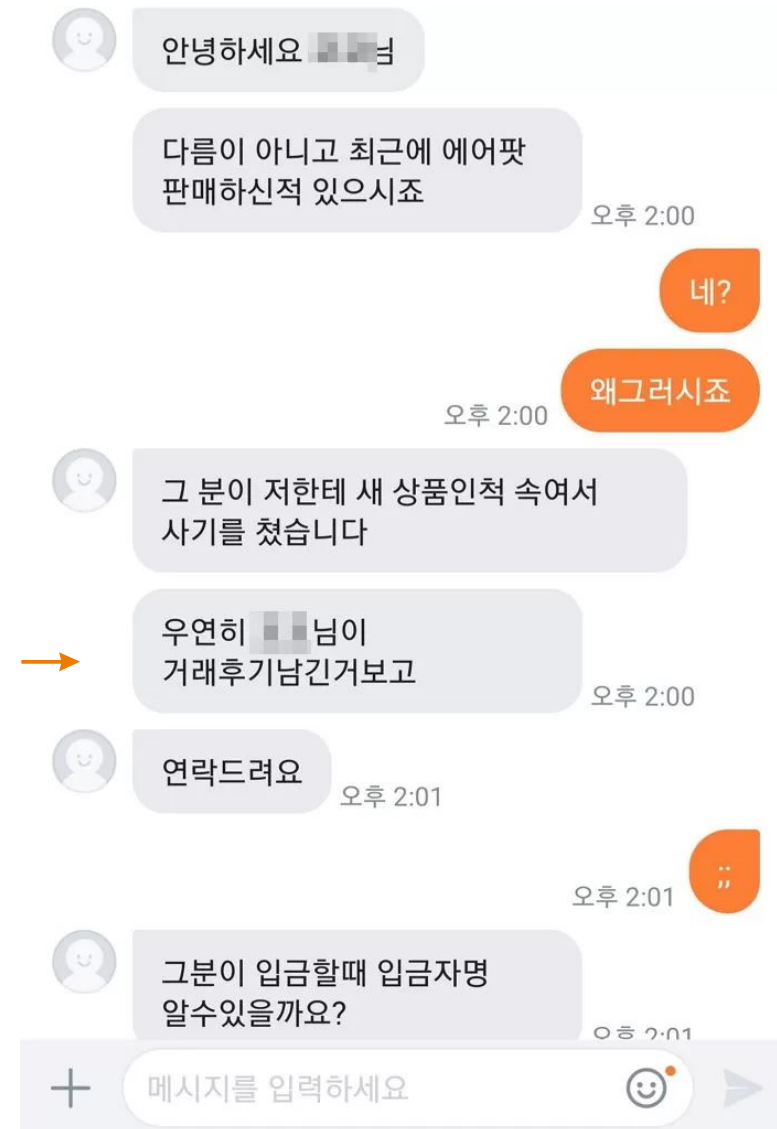 안녕하세요 님
다름이 아니고 최근에 에어팟
판매하신적 있으시죠
오후 2:00
네?
왜그러시죠
오후 2:00
그 분이 저한테 새 상품인척 속여서
사기를 쳤습니다
우연히 님이
거래후기남긴거보고
오후 2:00
연락드려요
오후 2:01
;;
오후 2:01
그분이 입금할때 입금자명
알수있을까요?
오후 2:01
메시지를 입력하세요